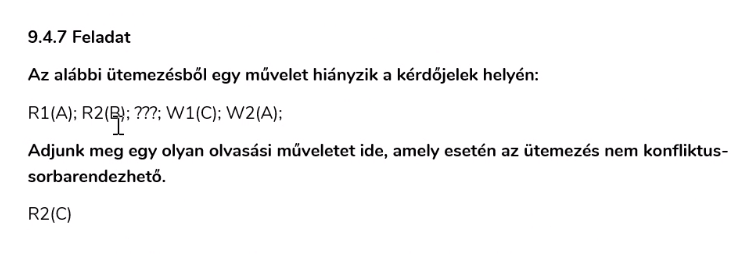 9.4.7 Feladat
Az alábbi ütemezésből egy művelet hiányzik a kérdőjelek helyén:
R1(A); R2(B); ???; W1(C); W2(A);
Adjunk meg egy olyan olvasási műveletet ide, amely esetén az ütemezés nem konfliktus-
sorbarendezhető.
R2(C)